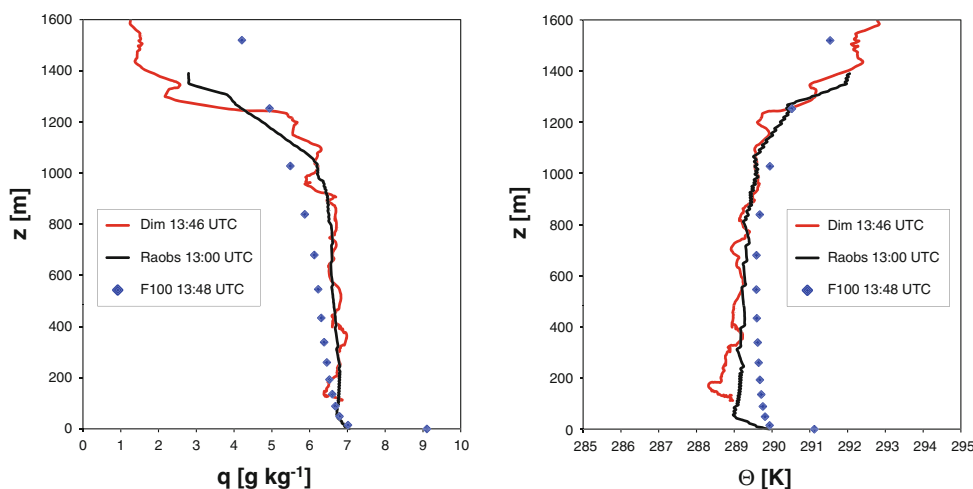 1600
1400
1200
1000
800
600
400
200
0
z [m]
Dim 13:46 UTC
Raobs 13:00 UTC
F100 13:48 UTC
0 1 2 3 4 5 6 7 8 9 10
q [g kg⁻¹]
1600
1400
1200
1000
800
600
400
200
0
z [m]
Dim 13:46 UTC
Raobs 13:00 UTC
F100 13:48 UTC
285 286 287 288 289 290 291 292 293 294 295
Θ [K]